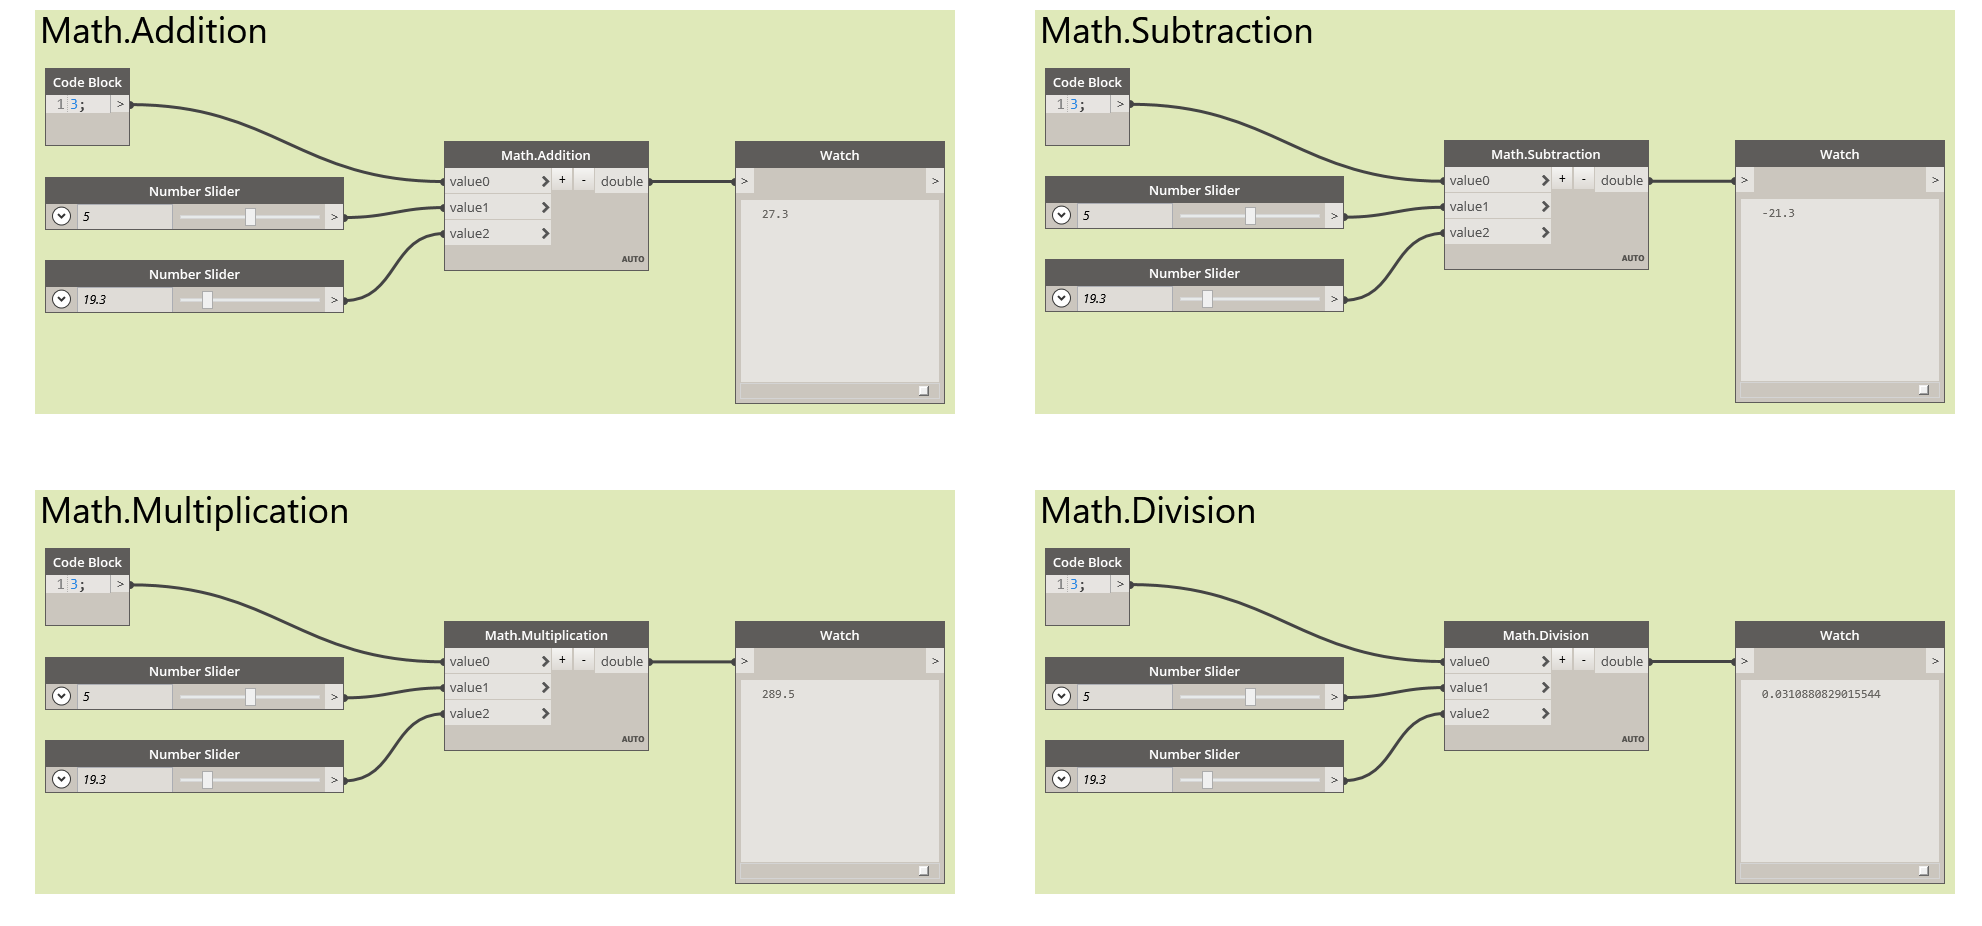 Math.Addition
Code Block
1 3; >
Math.Addition
value0 + - double
value1
value2
AUTO
Number Slider
5 >
Number Slider
19.3 >
Watch
> >
27.3
Math.Subtraction
Code Block
1 3; >
Math.Subtraction
value0 + - double
value1
value2
AUTO
Number Slider
5 >
Number Slider
19.3 >
Watch
> >
-21.3
Math.Multiplication
Code Block
1 3; >
Math.Multiplication
value0 + - double
value1
value2
AUTO
Number Slider
5 >
Number Slider
19.3 >
Watch
> >
289.5
Math.Division
Code Block
1 3; >
Math.Division
value0 + - double
value1
value2
AUTO
Number Slider
5 >
Number Slider
19.3 >
Watch
> >
0.0310880829015544